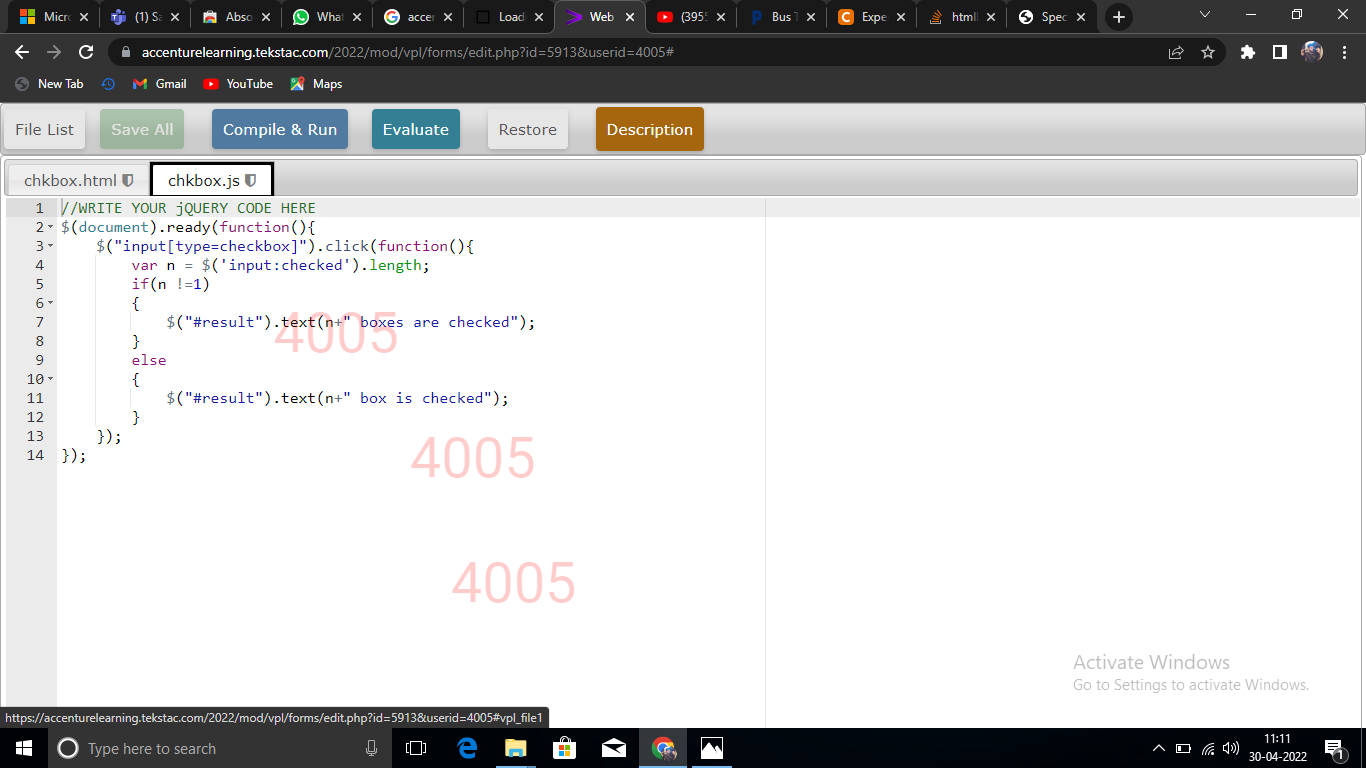 Micr
(1) Sa
Abso
What
accer
Load
Web
(395
Bus T
Expe
htmll
Spec
accenturelearning.tekstac.com/2022/mod/vpl/forms/edit.php?id=5913&userid=4005#
New Tab
Gmail
YouTube
Maps
File List
Save All
Compile & Run
Evaluate
Restore
Description
chkbox.html
chkbox.js
1 //WRITE YOUR jQUERY CODE HERE
2 $(document).ready(function(){
3 $("input[type=checkbox]").click(function(){
4 var n = $('input:checked').length;
5 if(n !=1)
6 {
7 $("#result").text(n+" boxes are checked");
8 }
9 else
10 {
11 $("#result").text(n+" box is checked");
12 }
13 });
14 });
4005
4005
4005
Activate Windows
Go to Settings to activate Windows.
https://accenturelearning.tekstac.com/2022/mod/vpl/forms/edit.php?id=5913&userid=4005#vpl_file1
Type here to search
11:11
30-04-2022
1